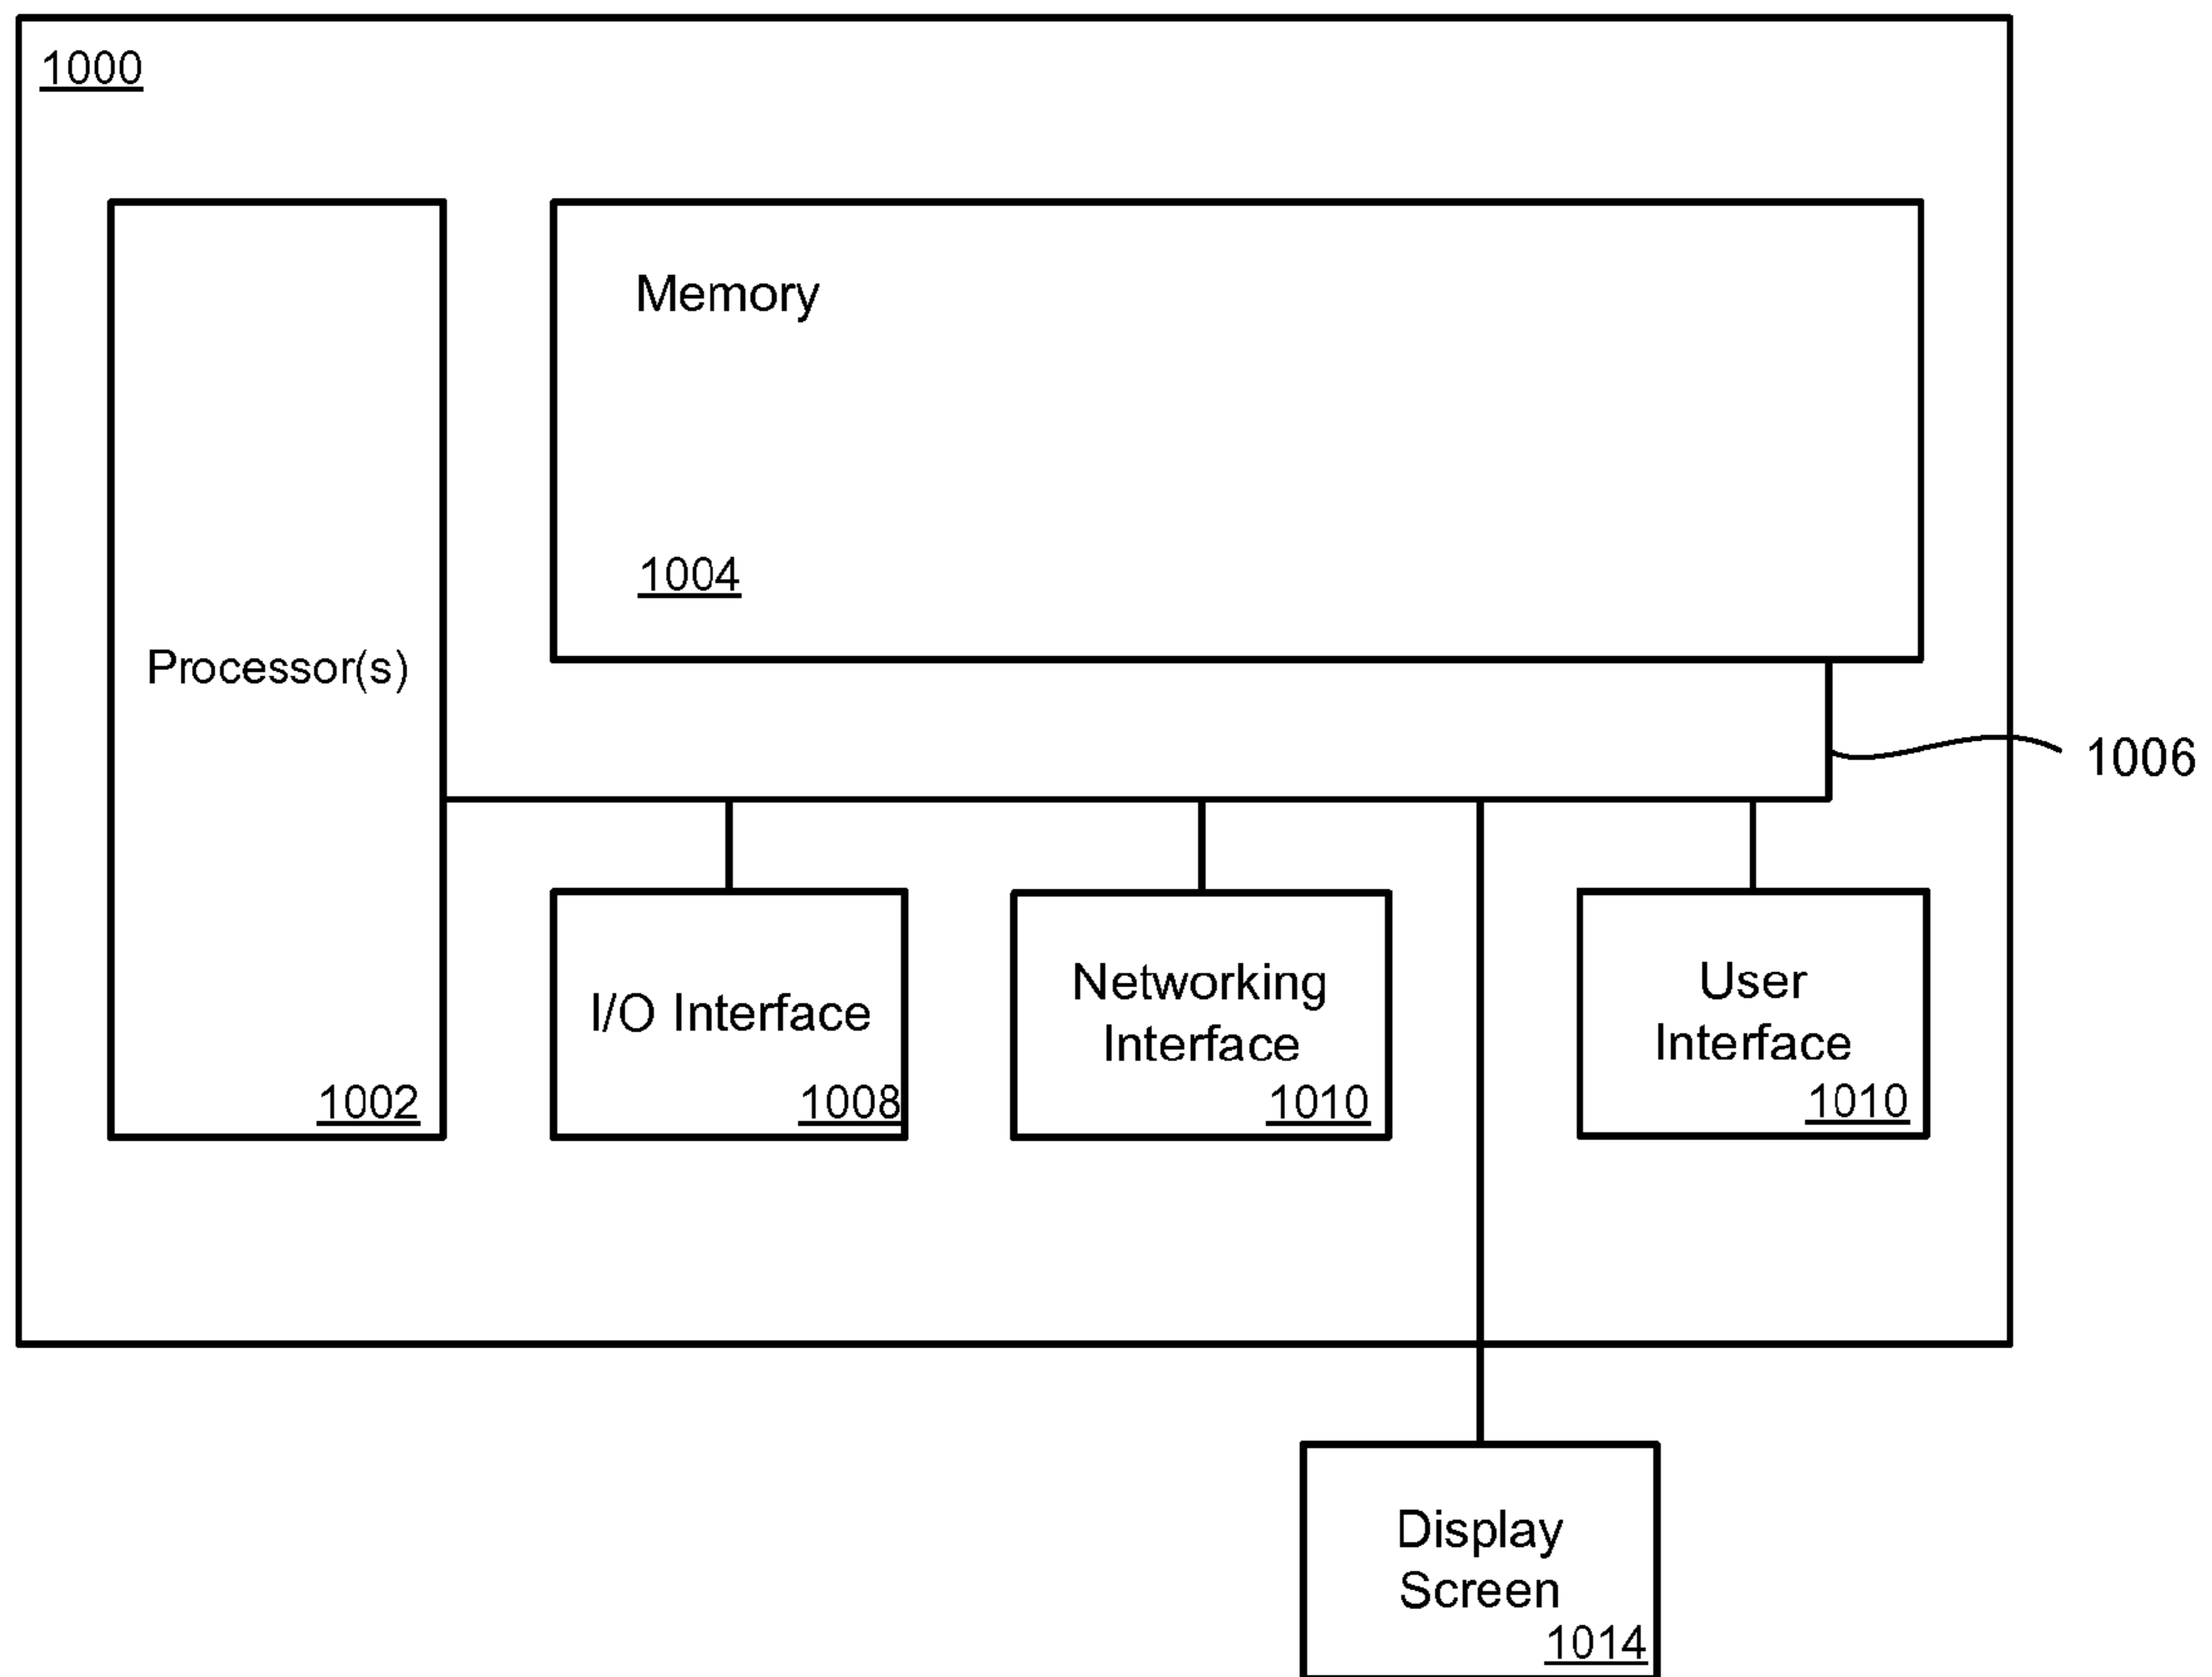 1000
Memory
1004
Processor(s)
1002
1006
I/O Interface
1008
Networking
Interface
1010
User
Interface
1010
Display
Screen
1014